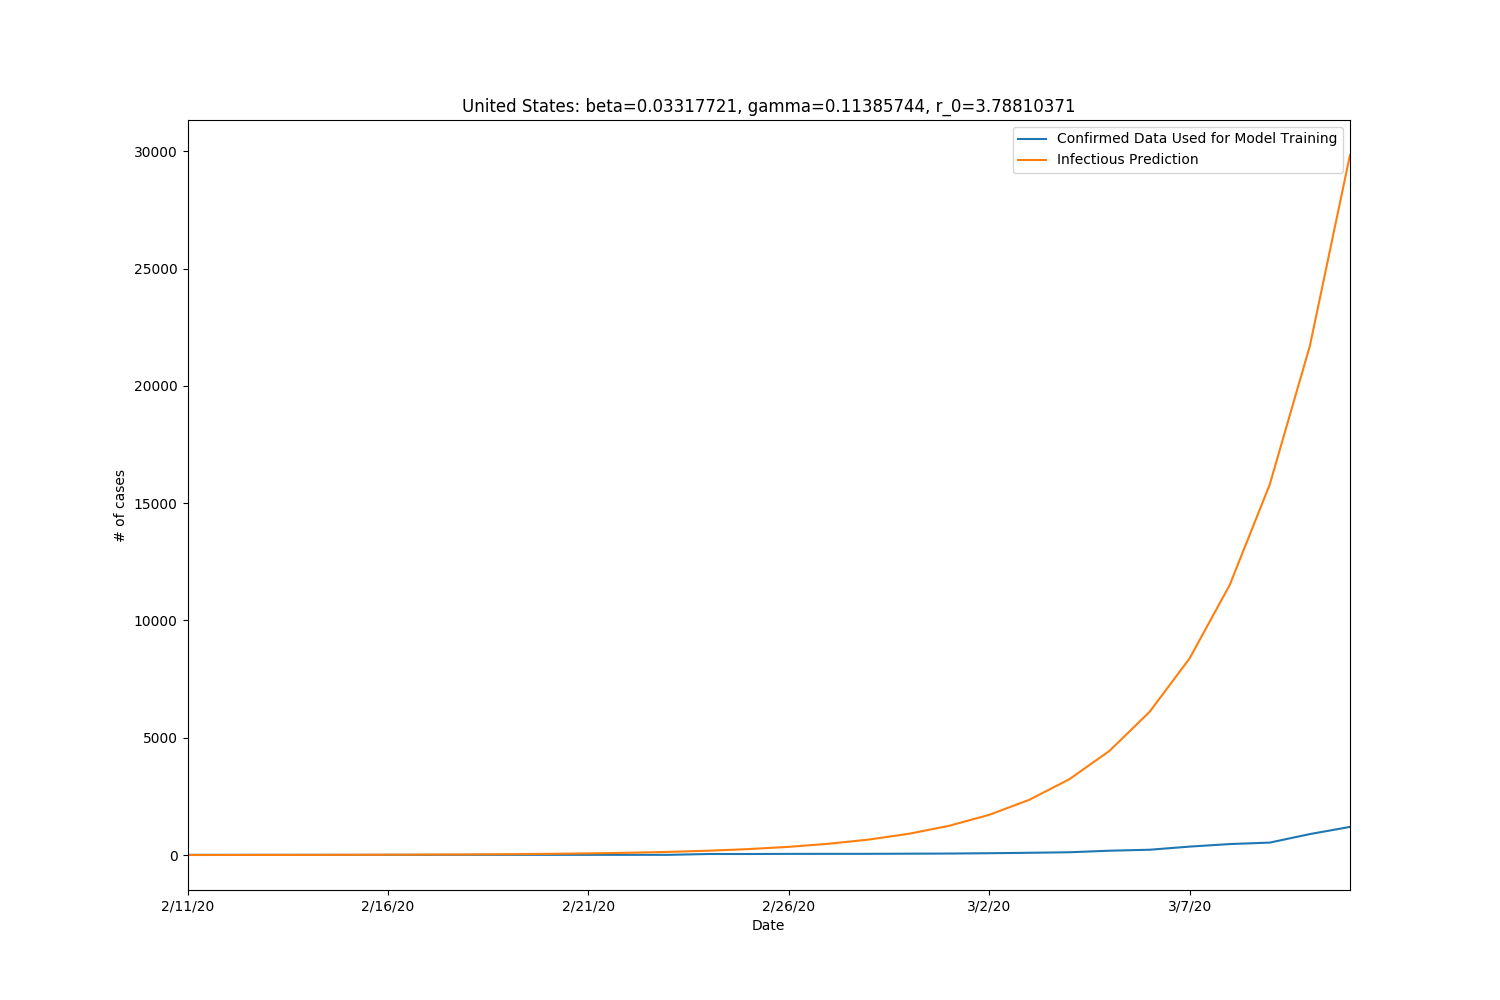 United States: beta=0.03317721, gamma=0.11385744, r_0=3.78810371
Confirmed Data Used for Model Training
Infectious Prediction
30000
25000
20000
15000
10000
5000
0
# of cases
2/11/20 2/16/20 2/21/20 2/26/20 3/2/20 3/7/20
Date